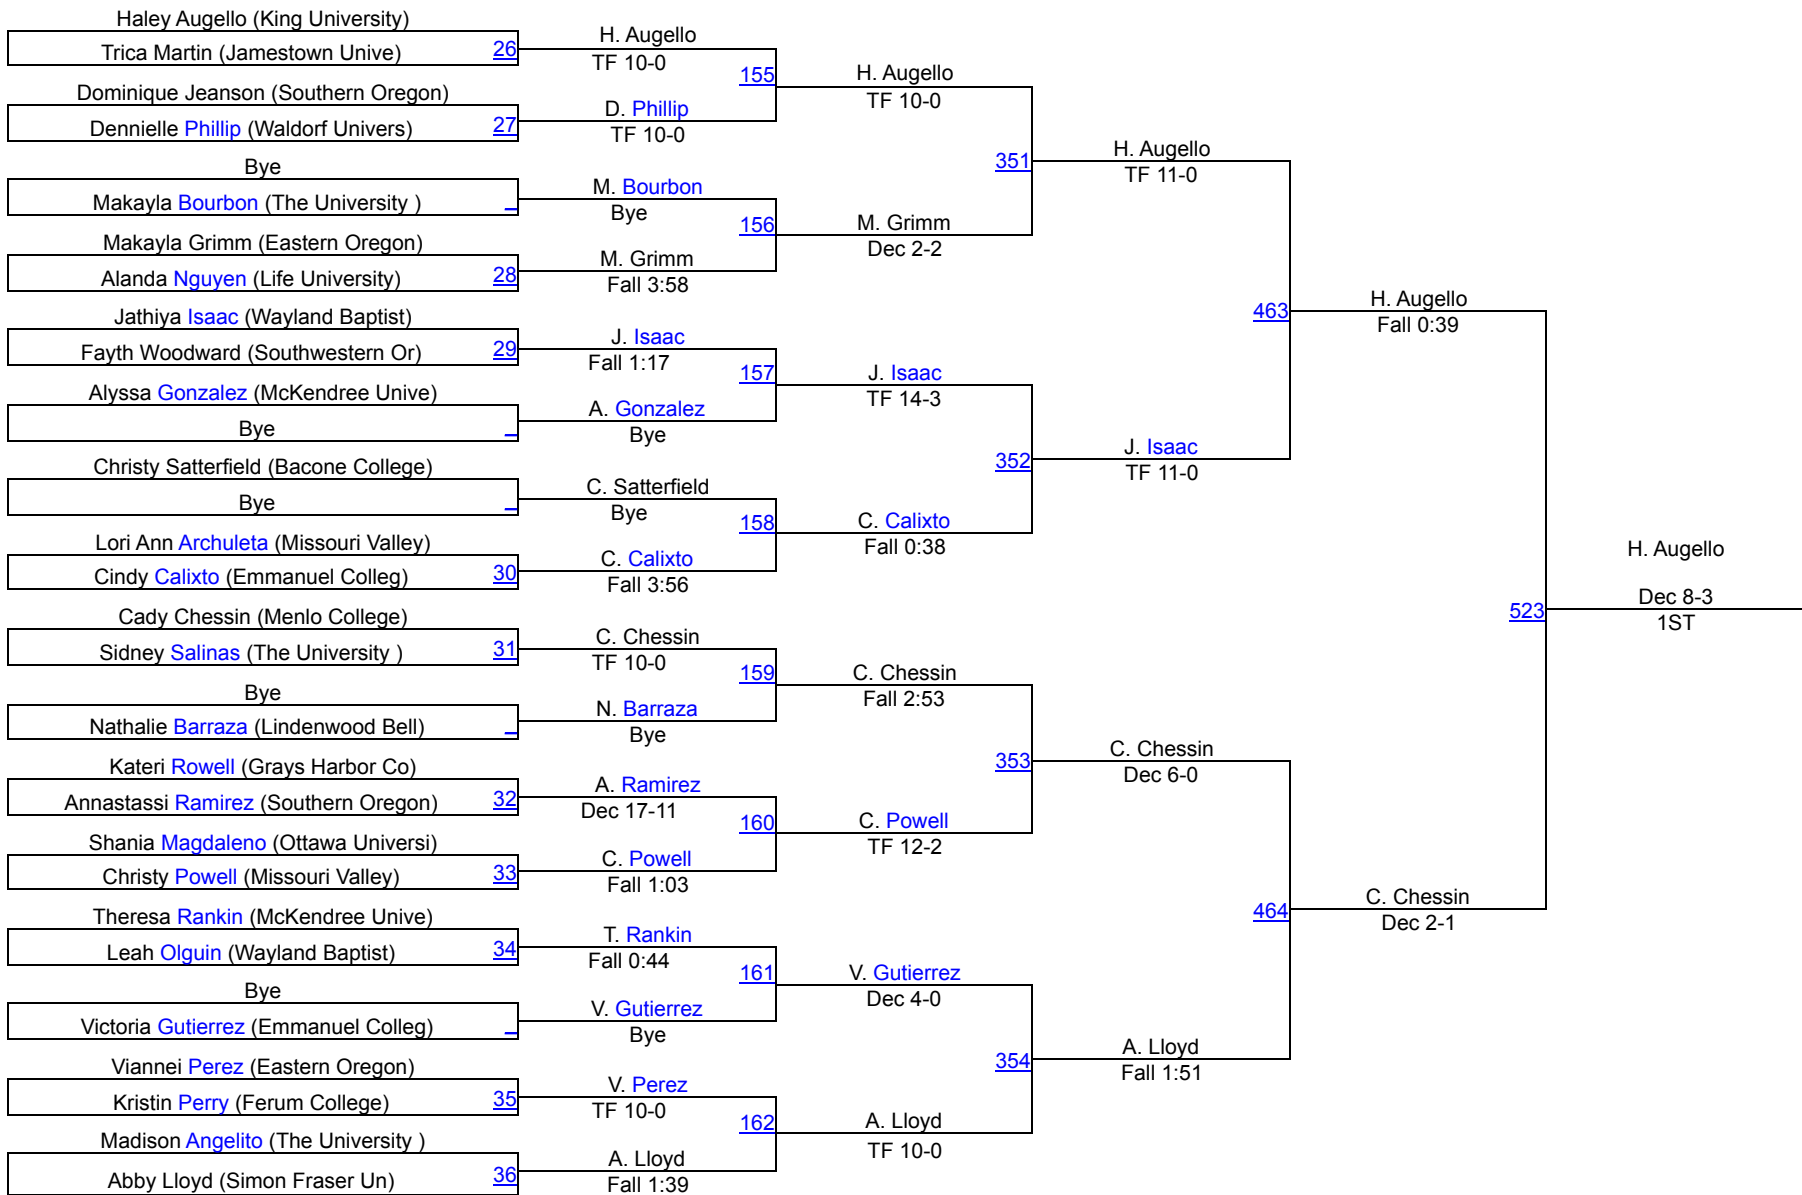 Haley Augello (King University)
Trica Martin (Jamestown Unive)
26
Dominique Jeanson (Southern Oregon)
Dennielle Phillip (Waldorf Univers)
27
Bye
Makayla Bourbon (The University )
_
Makayla Grimm (Eastern Oregon)
Alanda Nguyen (Life University)
28
Jathiya Isaac (Wayland Baptist)
Fayth Woodward (Southwestern Or)
29
Alyssa Gonzalez (McKendree Unive)
Bye
_
Christy Satterfield (Bacone College)
Bye
_
Lori Ann Archuleta (Missouri Valley)
Cindy Calixto (Emmanuel Colleg)
30
Cady Chessin (Menlo College)
Sidney Salinas (The University )
31
Bye
Nathalie Barraza (Lindenwood Bell)
_
Kateri Rowell (Grays Harbor Co)
Annastassi Ramirez (Southern Oregon)
32
Shania Magdaleno (Ottawa Universi)
Christy Powell (Missouri Valley)
33
Theresa Rankin (McKendree Unive)
Leah Olguin (Wayland Baptist)
34
Bye
Victoria Gutierrez (Emmanuel Colleg)
_
Viannei Perez (Eastern Oregon)
Kristin Perry (Ferum College)
35
Madison Angelito (The University )
Abby Lloyd (Simon Fraser Un)
36
H. Augello
TF 10-0
155
D. Phillip
TF 10-0
M. Bourbon
Bye
156
M. Grimm
Fall 3:58
J. Isaac
Fall 1:17
157
A. Gonzalez
Bye
C. Satterfield
Bye
158
C. Calixto
Fall 3:56
C. Chessin
TF 10-0
159
N. Barraza
Bye
A. Ramirez
Dec 17-11
160
C. Powell
Fall 1:03
T. Rankin
Fall 0:44
161
V. Gutierrez
Bye
V. Perez
TF 10-0
162
A. Lloyd
Fall 1:39
H. Augello
TF 10-0
351
M. Grimm
Dec 2-2
J. Isaac
TF 14-3
352
C. Calixto
Fall 0:38
C. Chessin
Fall 2:53
353
C. Powell
TF 12-2
V. Gutierrez
Dec 4-0
354
A. Lloyd
TF 10-0
H. Augello
TF 11-0
463
J. Isaac
TF 11-0
C. Chessin
Dec 6-0
464
A. Lloyd
Fall 1:51
H. Augello
Fall 0:39
523
C. Chessin
Dec 2-1
H. Augello
Dec 8-3
1ST